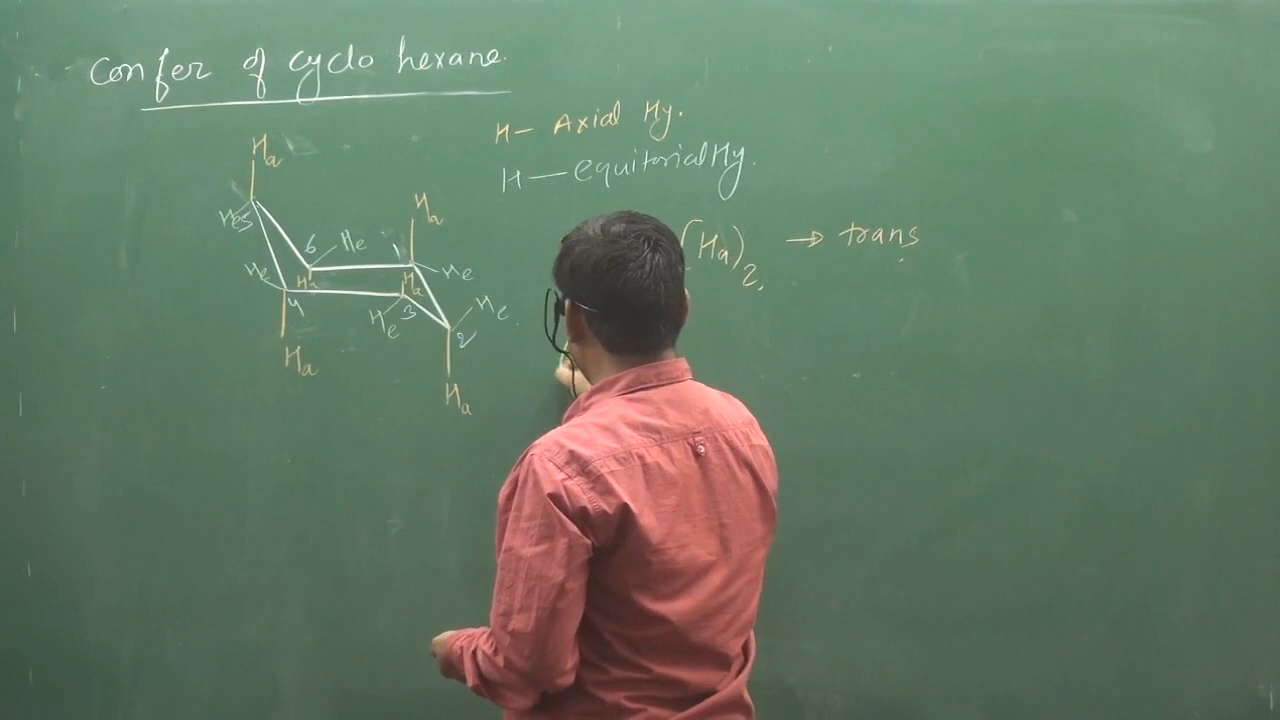 Confer of cyclo hexane.
H- Axial Hy.
H- equitorial Hy.
(Ha)2, → trans
Ha
Ha
He 5
6 He
1
He
Ha
Ha
He
4
He
3
He
2
Ha
Ha